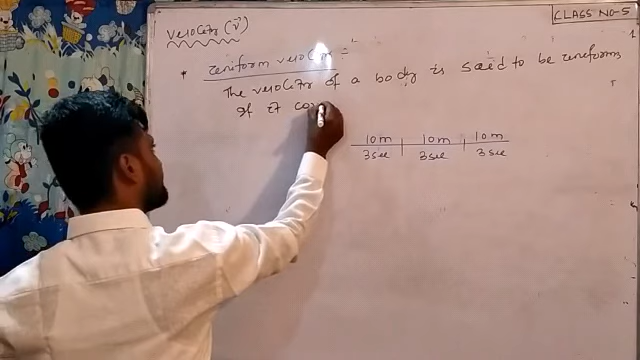 CLASS NO-5
Velocity (v⃗)
* Uniform velocity =
The velocity of a body is said to be uniform
if it co
10m 10m 10m
3sec 3sec 3sec